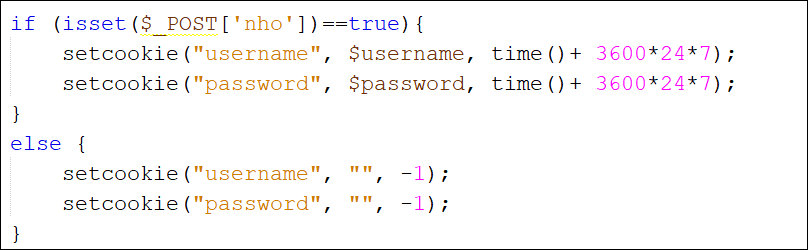 if (isset($_POST['nho'])==true){
    setcookie("username", $username, time()+ 3600*24*7);
    setcookie("password", $password, time()+ 3600*24*7);
}
else {
    setcookie("username", "", -1);
    setcookie("password", "", -1);
}